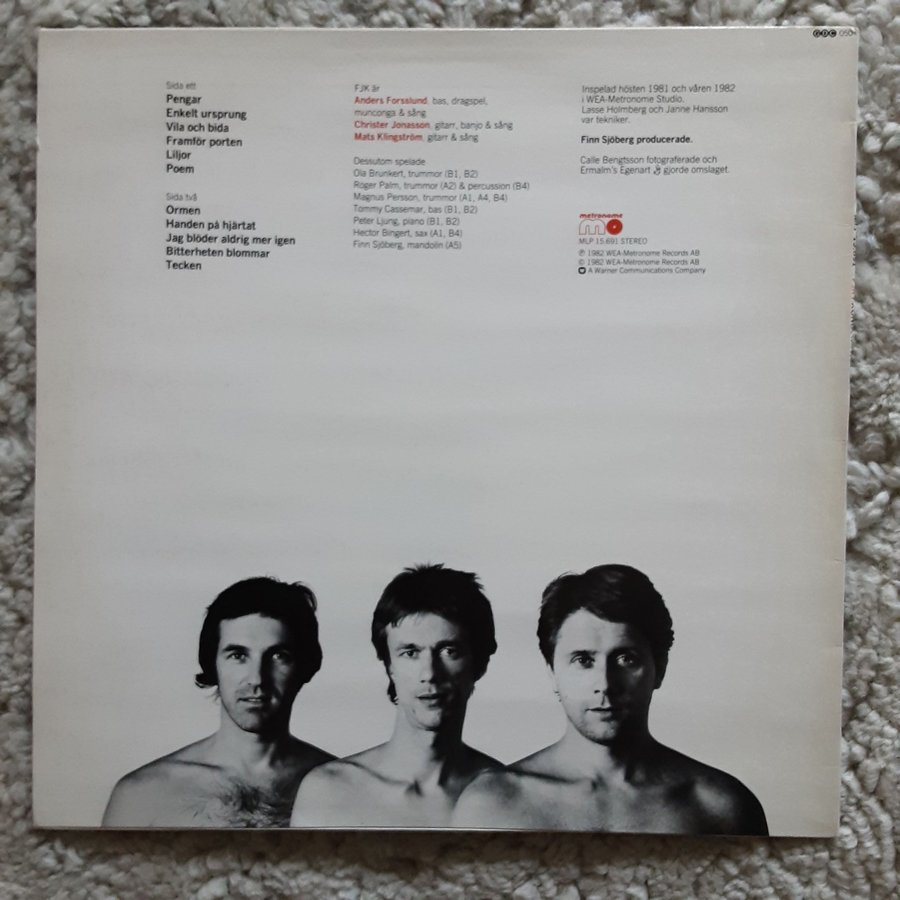 GDC 050
Sida ett
Pengar
Enkelt ursprung
Vila och bida
Framför porten
Liljor
Poem
Sida två
Ormen
Handen på hjärtat
Jag blöder aldrig mer igen
Bitterheten blommar
Tecken
FJK är
Anders Forsslund, bas, dragspel,
munconga & sång
Christer Jonasson, gitarr, banjo & sång
Mats Klingström, gitarr & sång
Dessutom spelade
Ola Brunkert, trummor (B1, B2)
Roger Palm, trummor (A2) & percussion (B4)
Magnus Persson, trummor (A1, A4, B4)
Tommy Cassemar, bas (B1, B2)
Peter Ljung, piano (B1, B2)
Hector Bingert, sax (A1, B4)
Finn Sjöberg, mandolin (A5)
Inspelad hösten 1981 och våren 1982
i WEA-Metronome Studio.
Lasse Holmberg och Janne Hansson
var tekniker.
Finn Sjöberg producerade.
Calle Bengtsson fotograferade och
Ermalm's Egenart gjorde omslaget.
metronome
MLP 15.691 STEREO
℗ 1982 WEA-Metronome Records AB
© 1982 WEA-Metronome Records AB
A Warner Communications Company